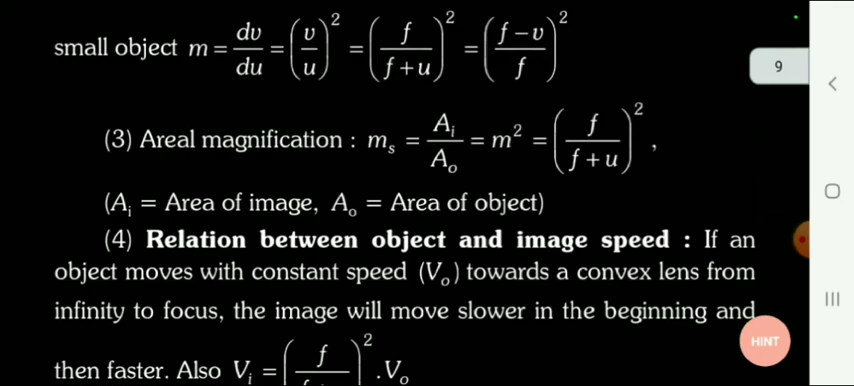 small object m = dυ/du = (υ/u)² = (f/(f+u))² = ((f−υ)/f)²
9
(3) Areal magnification : mₛ = Aᵢ/Aₒ = m² = (f/(f+u))²,
(Aᵢ = Area of image, Aₒ = Area of object)
(4) Relation between object and image speed : If an
object moves with constant speed (Vₒ) towards a convex lens from
infinity to focus, the image will move slower in the beginning and
HINT
then faster. Also Vᵢ = (f/ )².Vₒ